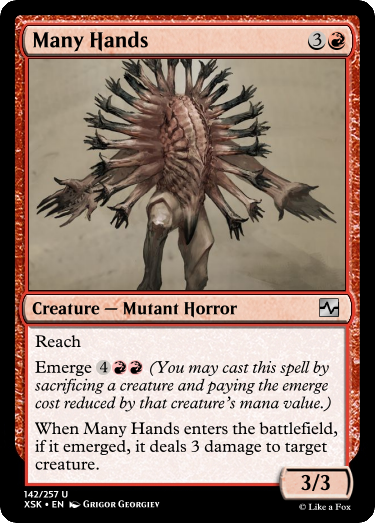 Many Hands 3R
Creature — Mutant Horror
Reach
Emerge 4RR (You may cast this spell by
sacrificing a creature and paying the emerge
cost reduced by that creature's mana value.)
When Many Hands enters the battlefield,
if it emerged, it deals 3 damage to target
creature.
3/3
142/257 U
XSK • EN Grigor Georgiev
© Like a Fox